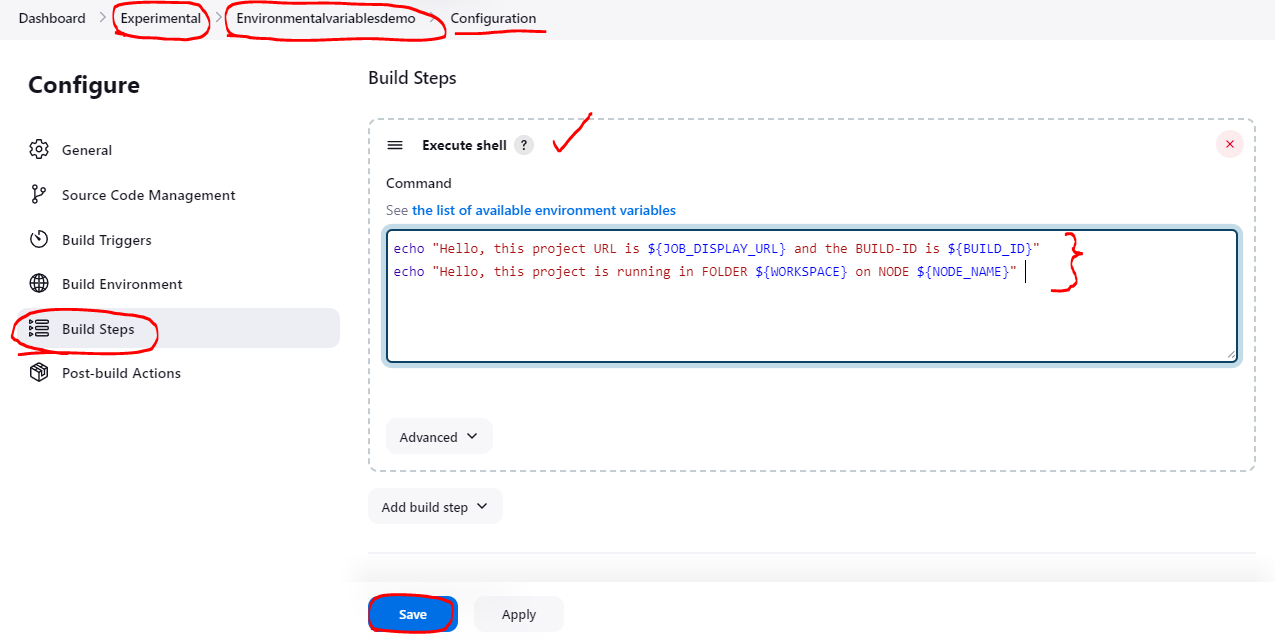 Dashboard > Experimental > Environmentalvariablesdemo > Configuration
Configure
General
Source Code Management
Build Triggers
Build Environment
Build Steps
Post-build Actions
Build Steps
Execute shell ?
Command
See the list of available environment variables
echo "Hello, this project URL is ${JOB_DISPLAY_URL} and the BUILD-ID is ${BUILD_ID}"
echo "Hello, this project is running in FOLDER ${WORKSPACE} on NODE ${NODE_NAME}"
Advanced
Add build step
Save
Apply